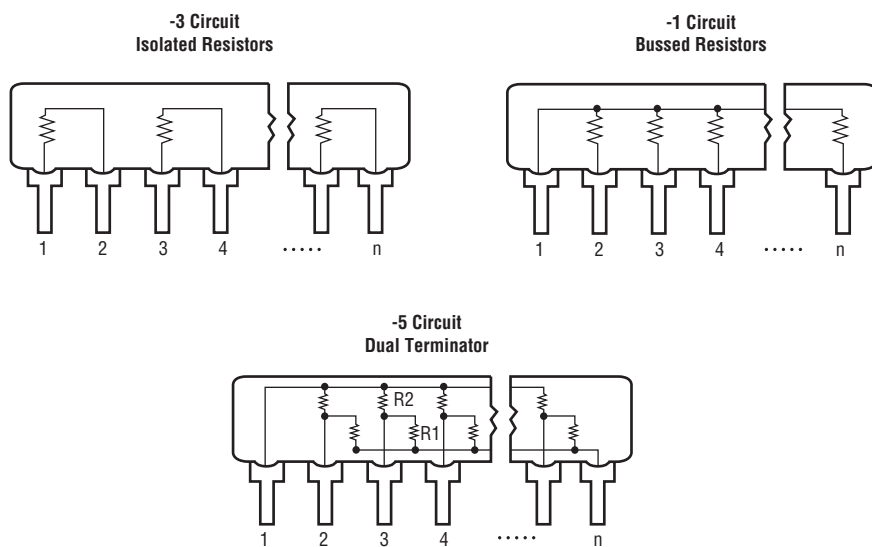 -3 Circuit
Isolated Resistors
1 2 3 4 ..... n
-1 Circuit
Bussed Resistors
1 2 3 4 ..... n
-5 Circuit
Dual Terminator
R2
R1
1 2 3 4 ..... n